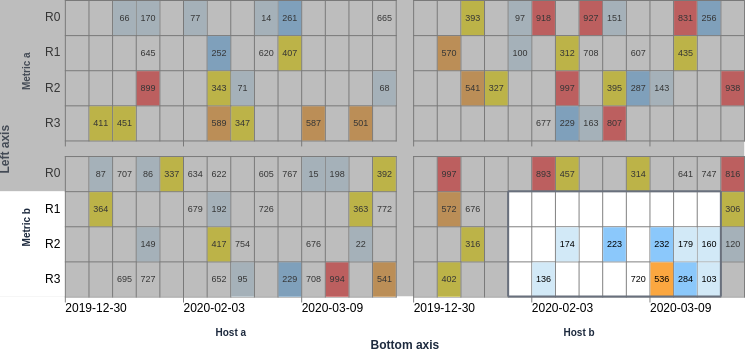 R0 66 170 77 14 261 665 393 97 918 927 151 831 256
R1 645 252 620 407 570 100 312 708 607 435
R2 899 343 71 68 541 327 997 395 287 143 938
R3 411 451 589 347 587 501 677 229 163 807
Metric a
Left axis
R0 87 707 86 337 634 622 605 767 15 198 392 997 893 457 314 641 747 816
R1 364 679 192 726 363 772 572 676 306
R2 149 417 754 676 22 316 174 223 232 179 160 120
R3 695 727 652 95 229 708 994 541 402 136 720 536 284 103
Metric b
2019-12-30 2020-02-03 2020-03-09 2019-12-30 2020-02-03 2020-03-09
Host a Host b
Bottom axis